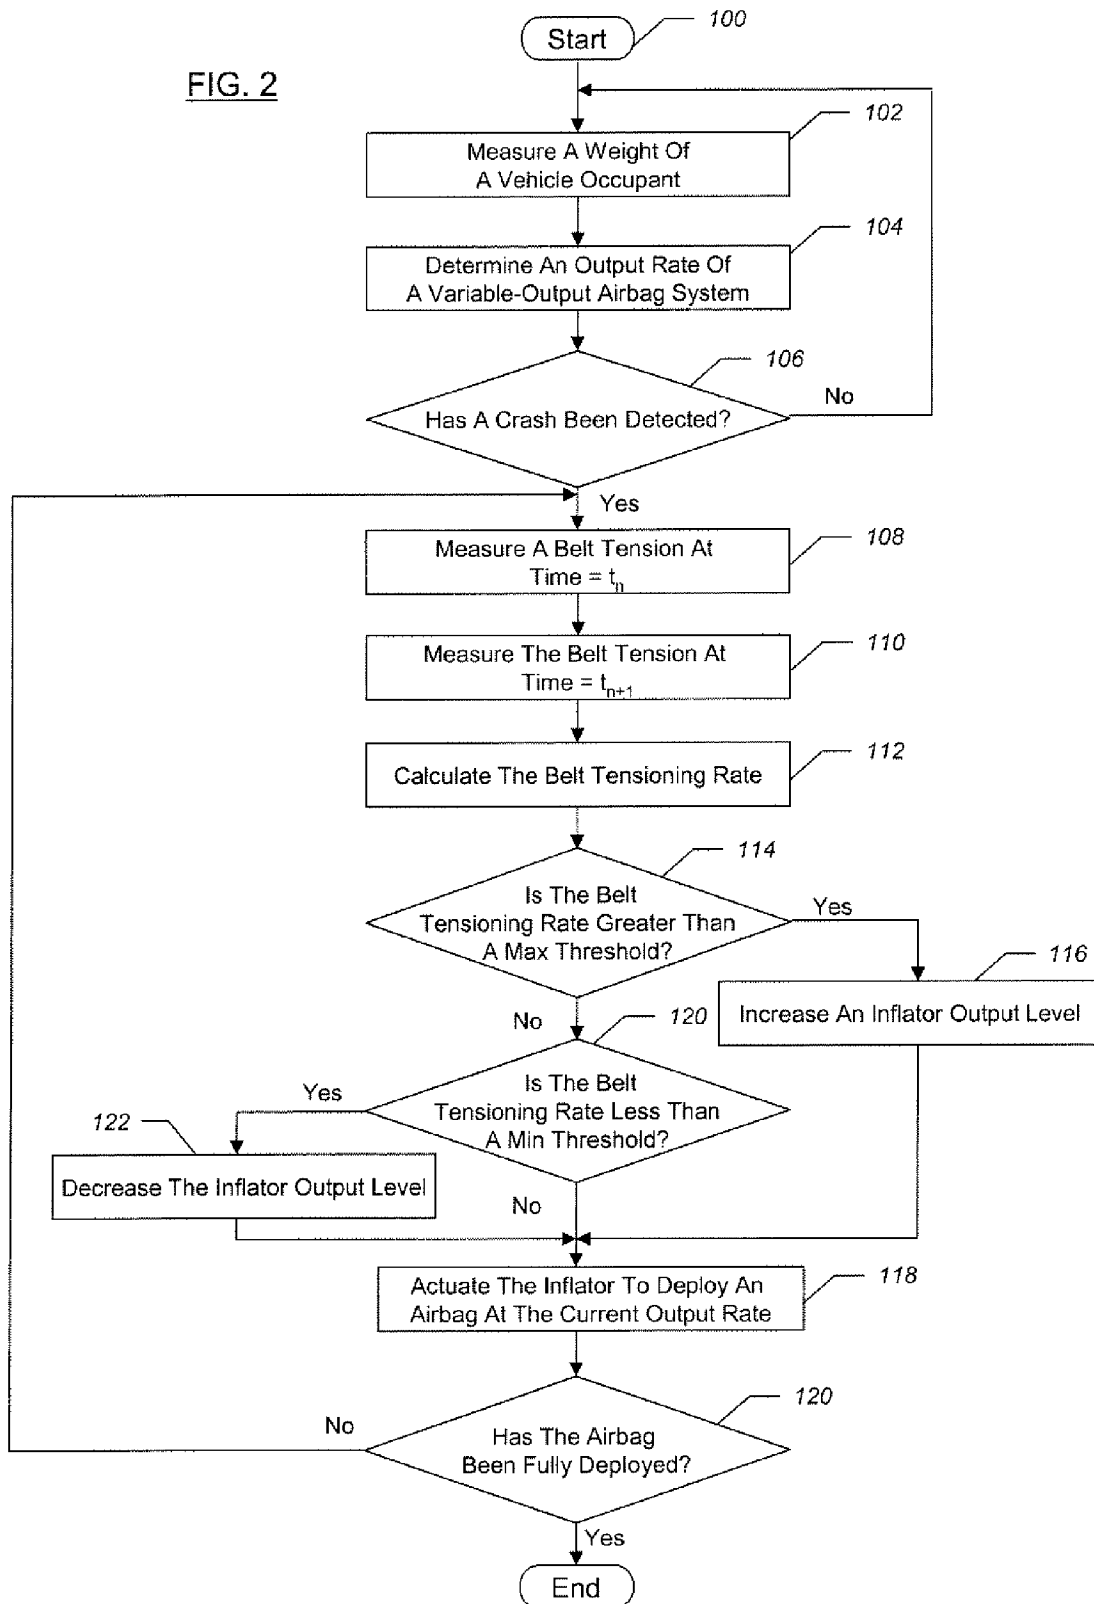 FIG. 2
Start
100
Measure A Weight Of
A Vehicle Occupant
102
Determine An Output Rate Of
A Variable-Output Airbag System
104
Has A Crash Been Detected?
106
No
Yes
Measure A Belt Tension At
Time = tn
108
Measure The Belt Tension At
Time = tn+1
110
Calculate The Belt Tensioning Rate
112
Is The Belt
Tensioning Rate Greater Than
A Max Threshold?
114
Yes
Increase An Inflator Output Level
116
No
Is The Belt
Tensioning Rate Less Than
A Min Threshold?
120
Yes
Decrease The Inflator Output Level
122
No
Actuate The Inflator To Deploy An
Airbag At The Current Output Rate
118
Has The Airbag
Been Fully Deployed?
120
No
Yes
End